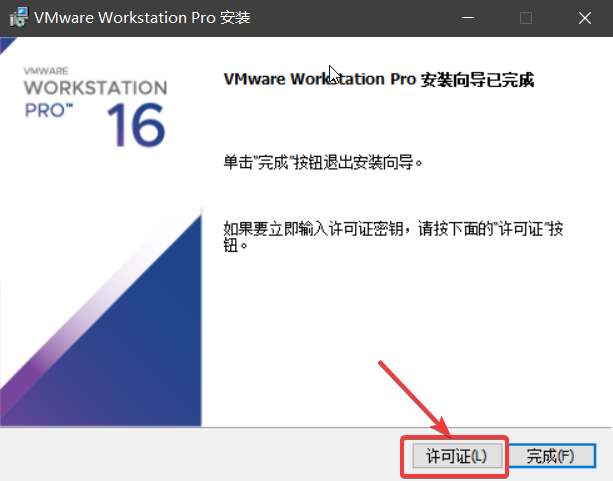 VMware Workstation Pro 安装
VMWARE
WORKSTATION
PRO™ 16
VMware Workstation Pro 安装向导已完成
单击"完成"按钮退出安装向导。
如果要立即输入许可证密钥，请按下面的"许可证"按
钮。
许可证(L) 完成(F)